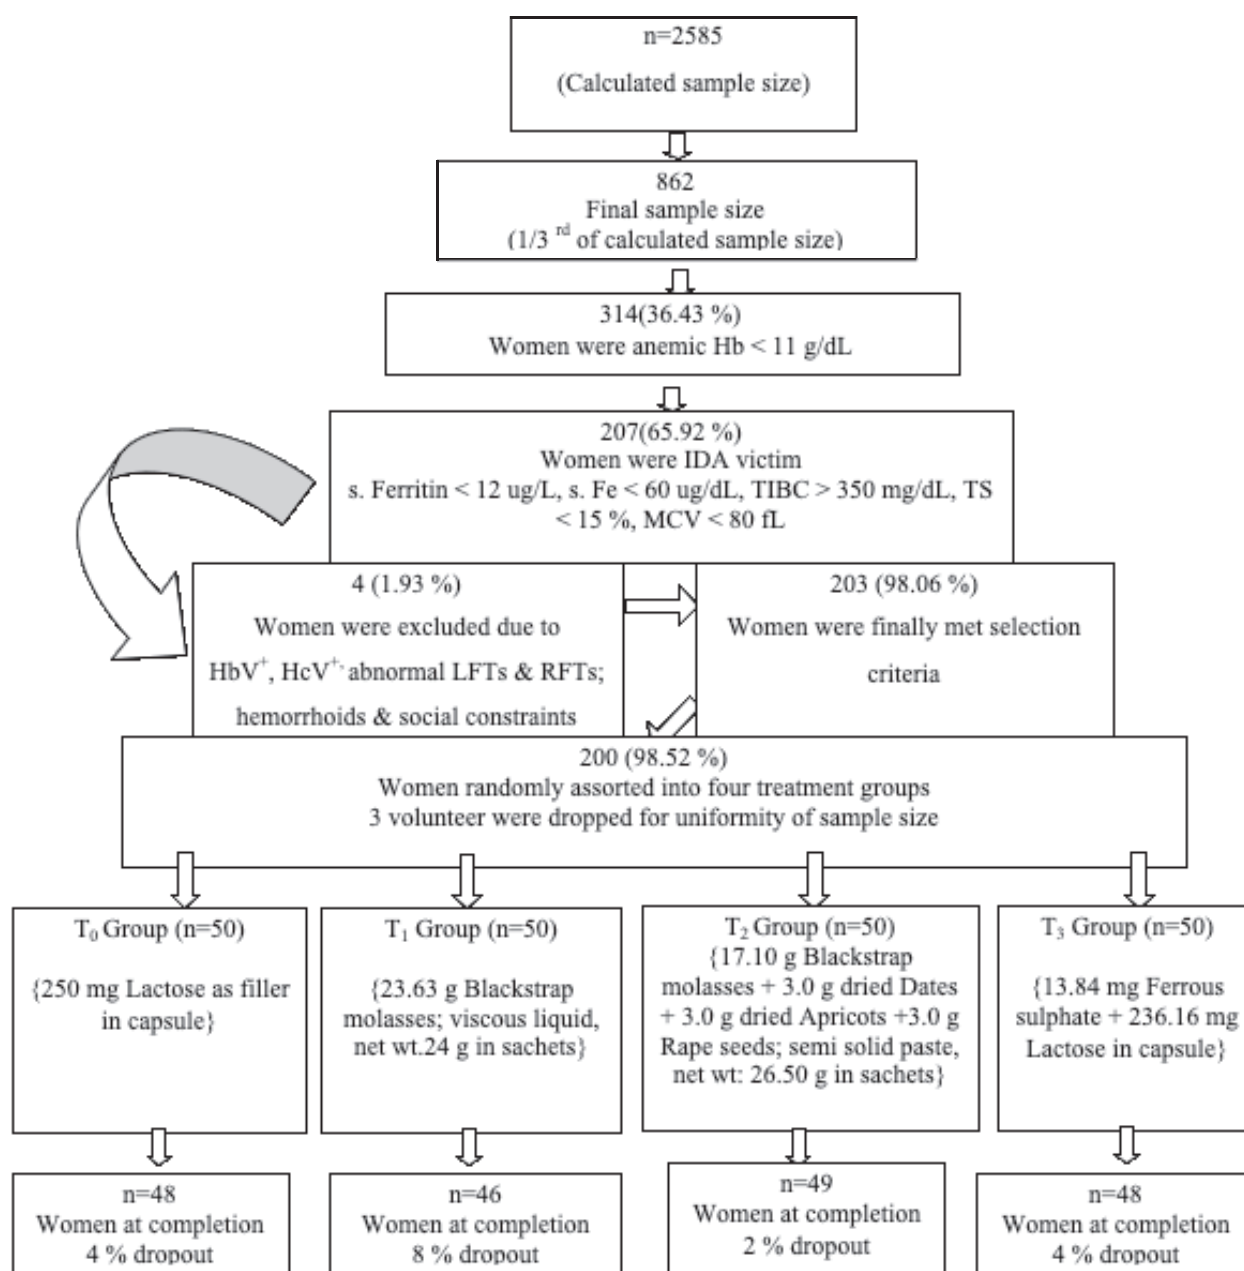 n=2585
(Calculated sample size)
862
Final sample size
(1/3 rd of calculated sample size)
314(36.43 %)
Women were anemic Hb < 11 g/dL
207(65.92 %)
Women were IDA victim
s. Ferritin < 12 ug/L, s. Fe < 60 ug/dL, TIBC > 350 mg/dL, TS
< 15 %, MCV < 80 fL
4 (1.93 %)
Women were excluded due to
HbV+, HcV+, abnormal LFTs & RFTs;
hemorrhoids & social constraints
203 (98.06 %)
Women were finally met selection
criteria
200 (98.52 %)
Women randomly assorted into four treatment groups
3 volunteer were dropped for uniformity of sample size
T0 Group (n=50)
{250 mg Lactose as filler
in capsule}
T1 Group (n=50)
{23.63 g Blackstrap
molasses; viscous liquid,
net wt.24 g in sachets}
T2 Group (n=50)
{17.10 g Blackstrap
molasses + 3.0 g dried Dates
+ 3.0 g dried Apricots +3.0 g
Rape seeds; semi solid paste,
net wt: 26.50 g in sachets}
T3 Group (n=50)
{13.84 mg Ferrous
sulphate + 236.16 mg
Lactose in capsule}
n=48
Women at completion
4 % dropout
n=46
Women at completion
8 % dropout
n=49
Women at completion
2 % dropout
n=48
Women at completion
4 % dropout